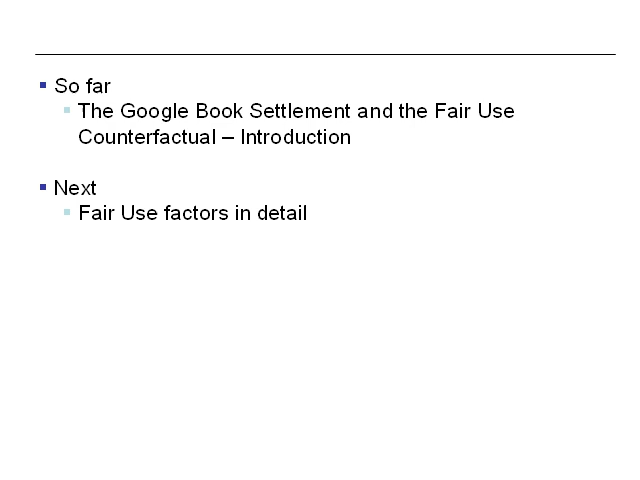 So far
The Google Book Settlement and the Fair Use
Counterfactual – Introduction
Next
Fair Use factors in detail